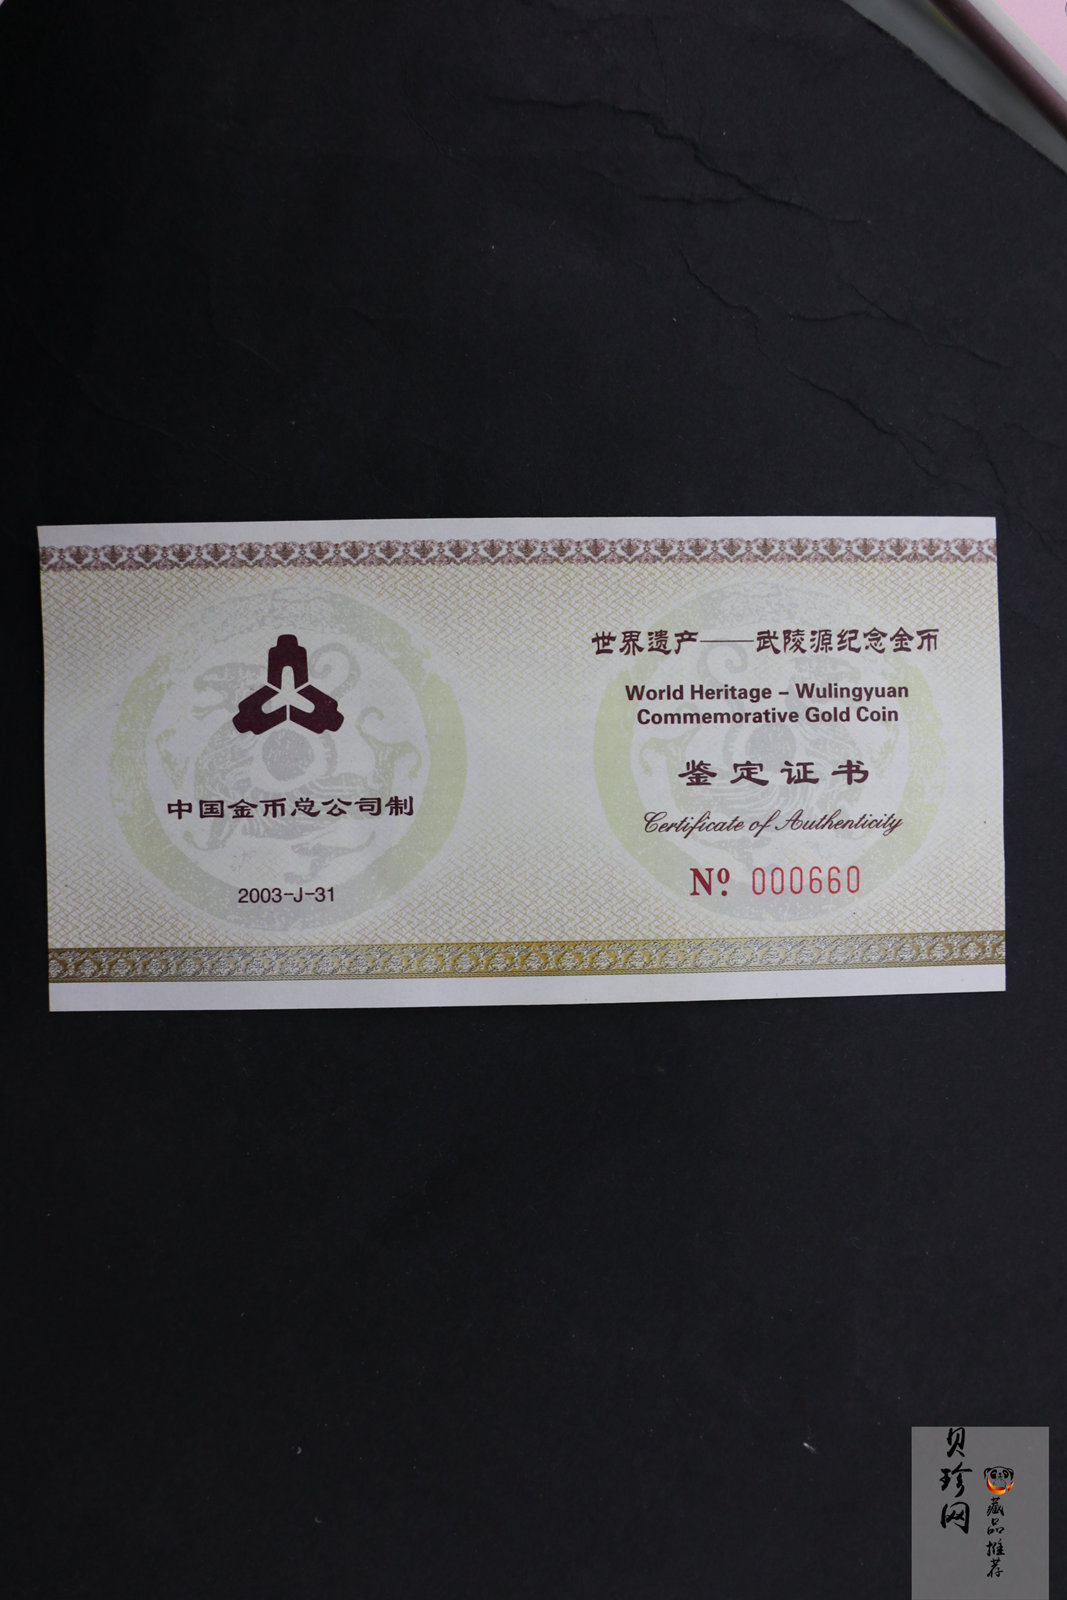 中国金币总公司制
2003-J-31
世界遗产——武陵源纪念金币
World Heritage – Wulingyuan
Commemorative Gold Coin
鉴定证书
Certificate of Authenticity
Nº. 000660
贝珍网
藏品推荐